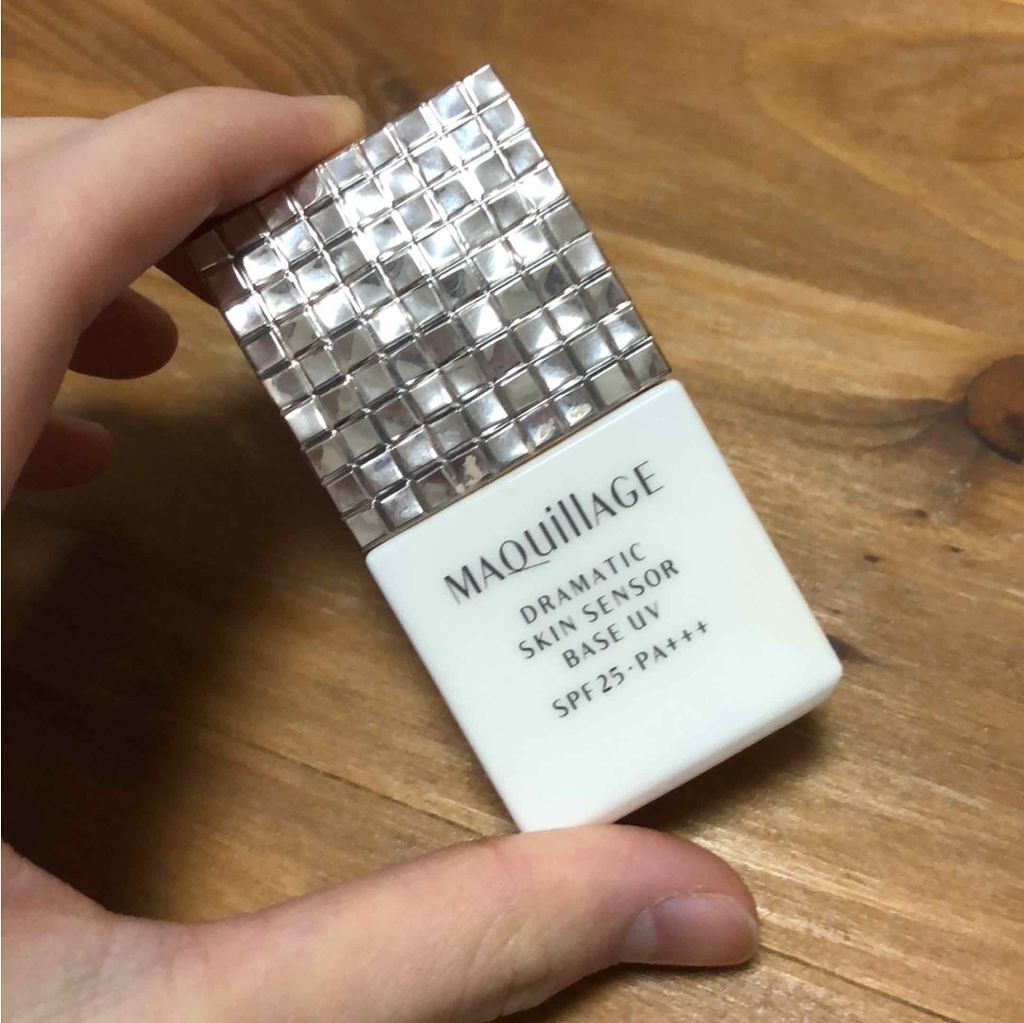 MAQuillAGE
DRAMATIC
SKIN SENSOR
BASE UV
SPF25·PA+++